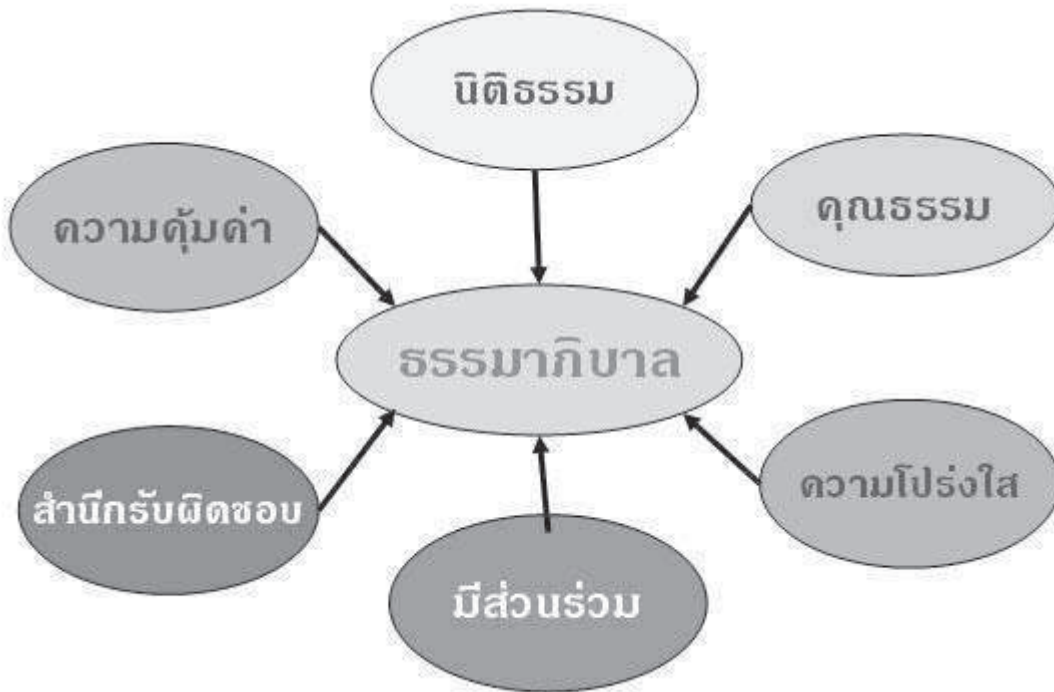 นิติธรรม
ความคุ้มค่า
คุณธรรม
ธรรมาภิบาล
สำนึกรับผิดชอบ
ความโปร่งใส
มีส่วนร่วม